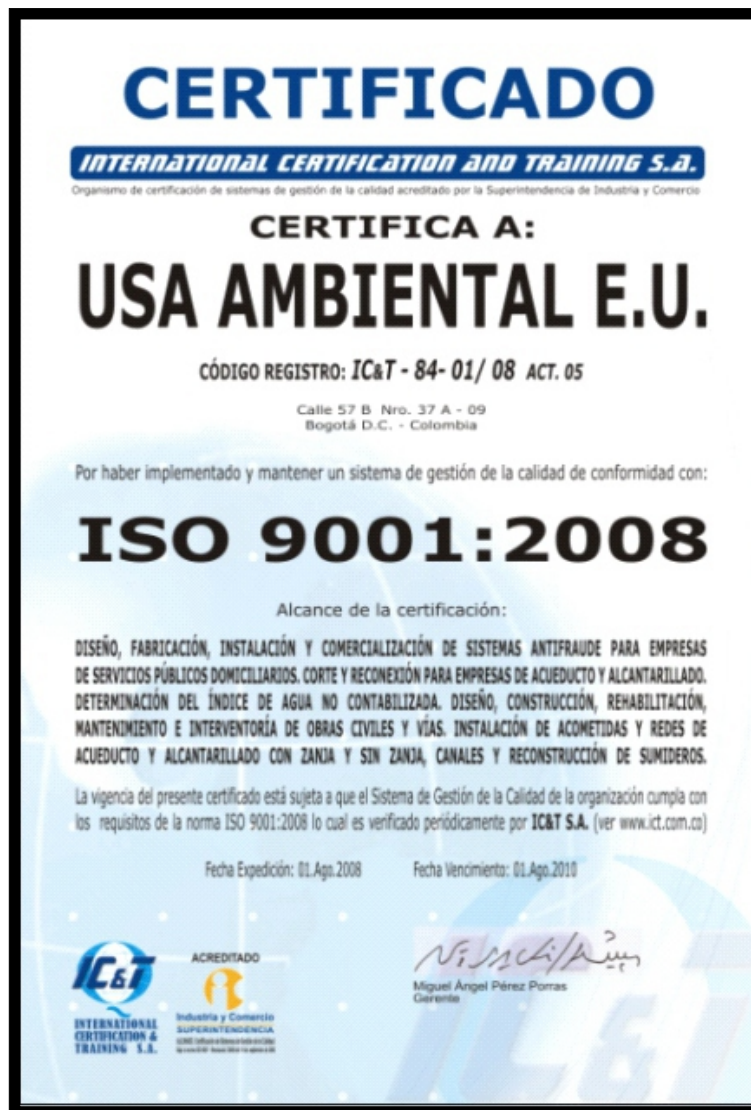 CERTIFICADO
INTERNATIONAL CERTIFICATION AND TRAINING S.A.
Organismo de certificación de sistemas de gestión de la calidad acreditado por la Superintendencia de Industria y Comercio
CERTIFICA A:
USA AMBIENTAL E.U.
CÓDIGO REGISTRO: IC&T - 84- 01/ 08 ACT. 05
Calle 57 B Nro. 37 A - 09
Bogotá D.C. - Colombia
Por haber implementado y mantener un sistema de gestión de la calidad de conformidad con:
ISO 9001:2008
Alcance de la certificación:
DISEÑO, FABRICACIÓN, INSTALACIÓN Y COMERCIALIZACIÓN DE SISTEMAS ANTIFRAUDE PARA EMPRESAS
DE SERVICIOS PÚBLICOS DOMICILIARIOS. CORTE Y RECONEXIÓN PARA EMPRESAS DE ACUEDUCTO Y ALCANTARILLADO.
DETERMINACIÓN DEL ÍNDICE DE AGUA NO CONTABILIZADA. DISEÑO, CONSTRUCCIÓN, REHABILITACIÓN,
MANTENIMIENTO E INTERVENTORÍA DE OBRAS CIVILES Y VÍAS. INSTALACIÓN DE ACOMETIDAS Y REDES DE
ACUEDUCTO Y ALCANTARILLADO CON ZANJA Y SIN ZANJA, CANALES Y RECONSTRUCCIÓN DE SUMIDEROS.
La vigencia del presente certificado está sujeta a que el Sistema de Gestión de la Calidad de la organización cumpla con
los requisitos de la norma ISO 9001:2008 lo cual es verificado periódicamente por IC&T S.A. (ver www.ict.com.co)
Fecha Expedición: 01.Ago.2008 Fecha Vencimiento: 01.Ago.2010
IC&T
INTERNATIONAL
CERTIFICATION &
TRAINING S.A.
ACREDITADO
Industria y Comercio
SUPERINTENDENCIA
Miguel Ángel Pérez Porras
Gerente
IC&T